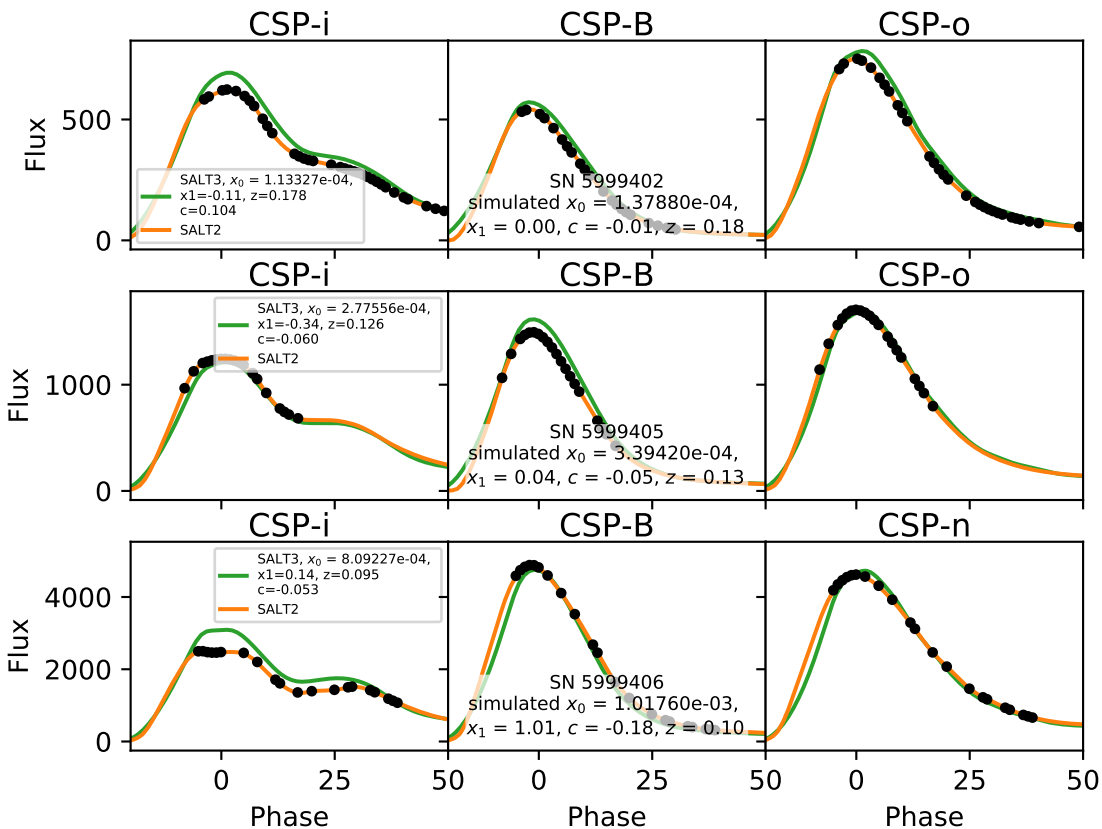 CSP-i
CSP-B
CSP-o
Flux
500
0
SALT3, x₀ = 1.13327e-04,
x1=-0.11, z=0.178
c=0.104
SALT2
SN 5999402
simulated x₀ = 1.37880e-04,
x₁ = 0.00, c = -0.01, z = 0.18
CSP-i
CSP-B
CSP-o
Flux
1000
0
SALT3, x₀ = 2.77556e-04,
x1=-0.34, z=0.126
c=-0.060
SALT2
SN 5999405
simulated x₀ = 3.39420e-04,
x₁ = 0.04, c = -0.05, z = 0.13
CSP-i
CSP-B
CSP-n
Flux
4000
2000
0
SALT3, x₀ = 8.09227e-04,
x1=0.14, z=0.095
c=-0.053
SALT2
SN 5999406
simulated x₀ = 1.01760e-03,
x₁ = 1.01, c = -0.18, z = 0.10
0 25 50 0 25 50 0 25 50
Phase
Phase
Phase